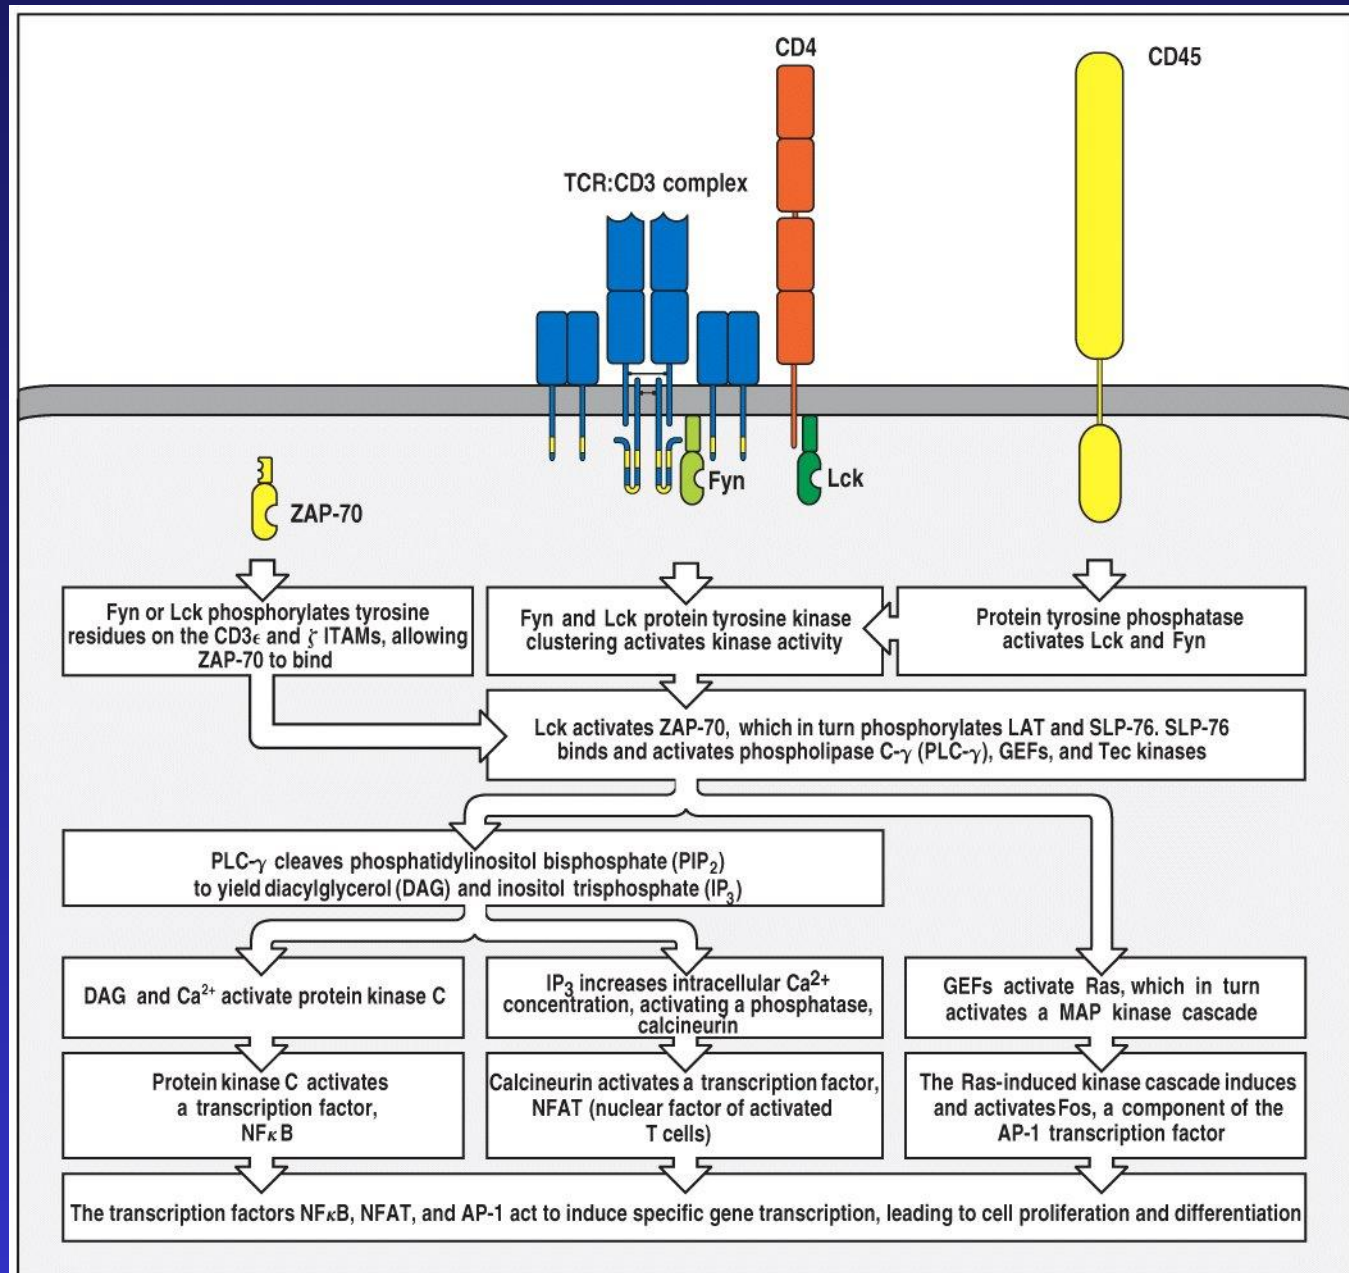 CD4
CD45
TCR:CD3 complex
Fyn
Lck
ZAP-70
Fyn or Lck phosphorylates tyrosine
residues on the CD3ϵ and ζ ITAMs, allowing
ZAP-70 to bind
Fyn and Lck protein tyrosine kinase
clustering activates kinase activity
Protein tyrosine phosphatase
activates Lck and Fyn
Lck activates ZAP-70, which in turn phosphorylates LAT and SLP-76. SLP-76
binds and activates phospholipase C-γ (PLC-γ), GEFs, and Tec kinases
PLC-γ cleaves phosphatidylinositol bisphosphate (PIP₂)
to yield diacylglycerol (DAG) and inositol trisphosphate (IP₃)
DAG and Ca²⁺ activate protein kinase C
IP₃ increases intracellular Ca²⁺
concentration, activating a phosphatase,
calcineurin
GEFs activate Ras, which in turn
activates a MAP kinase cascade
Protein kinase C activates
a transcription factor,
NFκB
Calcineurin activates a transcription factor,
NFAT (nuclear factor of activated
T cells)
The Ras-induced kinase cascade induces
and activates Fos, a component of the
AP-1 transcription factor
The transcription factors NFκB, NFAT, and AP-1 act to induce specific gene transcription, leading to cell proliferation and differentiation